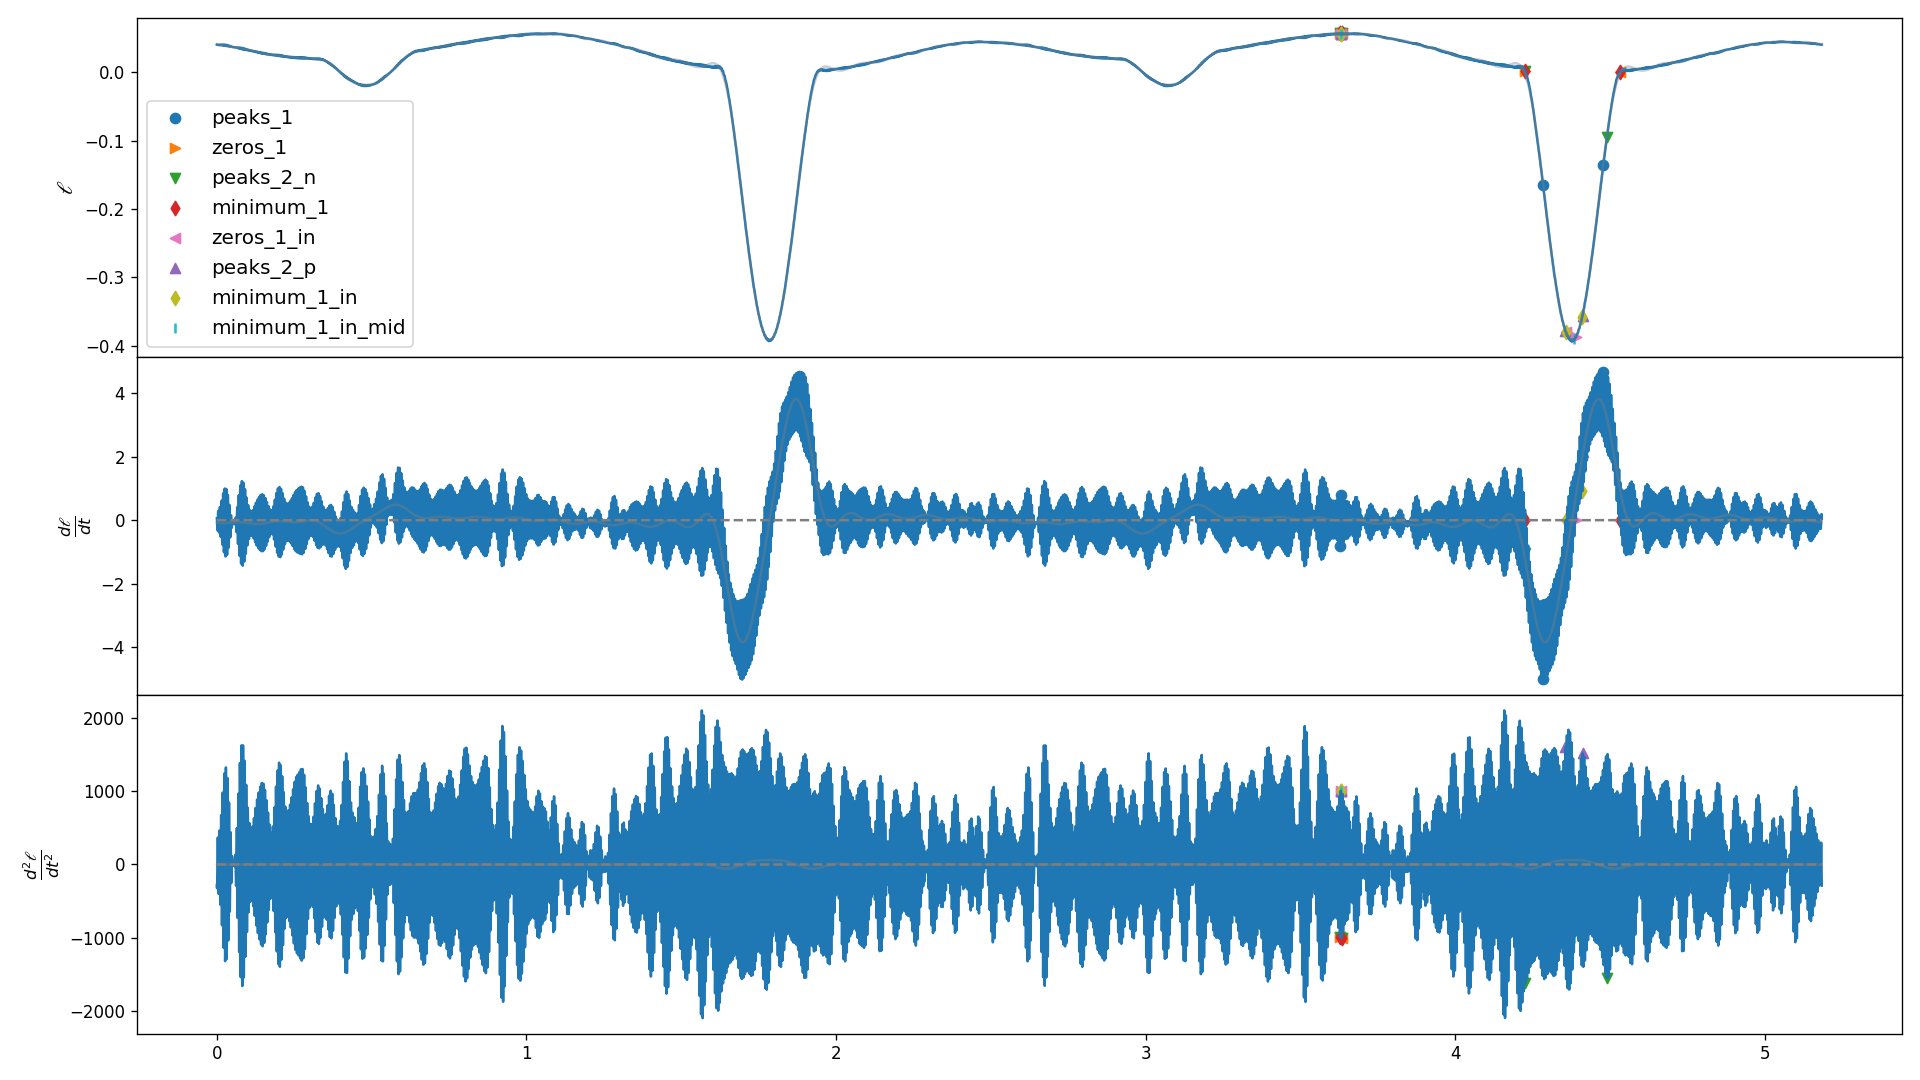 0.0
−0.1
−0.2
−0.3
−0.4
ℓ
peaks_1
zeros_1
peaks_2_n
minimum_1
zeros_1_in
peaks_2_p
minimum_1_in
minimum_1_in_mid
4
2
0
−2
−4
dℓ
dt
2000
1000
0
−1000
−2000
d²ℓ
dt²
0 1 2 3 4 5